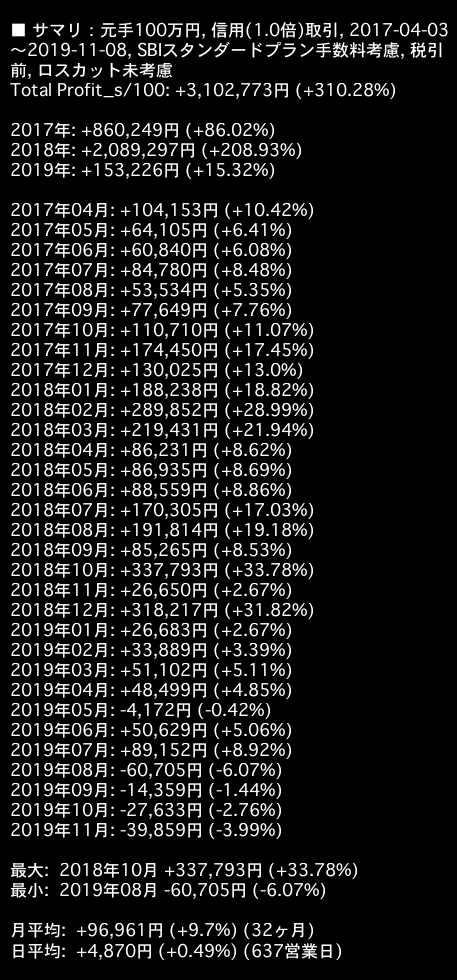 ■ サマリ：元手100万円, 信用(1.0倍)取引, 2017-04-03
～2019-11-08, SBIスタンダードプラン手数料考慮, 税引
前, ロスカット未考慮
Total Profit_s/100: +3,102,773円 (+310.28%)
2017年: +860,249円 (+86.02%)
2018年: +2,089,297円 (+208.93%)
2019年: +153,226円 (+15.32%)
2017年04月: +104,153円 (+10.42%)
2017年05月: +64,105円 (+6.41%)
2017年06月: +60,840円 (+6.08%)
2017年07月: +84,780円 (+8.48%)
2017年08月: +53,534円 (+5.35%)
2017年09月: +77,649円 (+7.76%)
2017年10月: +110,710円 (+11.07%)
2017年11月: +174,450円 (+17.45%)
2017年12月: +130,025円 (+13.0%)
2018年01月: +188,238円 (+18.82%)
2018年02月: +289,852円 (+28.99%)
2018年03月: +219,431円 (+21.94%)
2018年04月: +86,231円 (+8.62%)
2018年05月: +86,935円 (+8.69%)
2018年06月: +88,559円 (+8.86%)
2018年07月: +170,305円 (+17.03%)
2018年08月: +191,814円 (+19.18%)
2018年09月: +85,265円 (+8.53%)
2018年10月: +337,793円 (+33.78%)
2018年11月: +26,650円 (+2.67%)
2018年12月: +318,217円 (+31.82%)
2019年01月: +26,683円 (+2.67%)
2019年02月: +33,889円 (+3.39%)
2019年03月: +51,102円 (+5.11%)
2019年04月: +48,499円 (+4.85%)
2019年05月: -4,172円 (-0.42%)
2019年06月: +50,629円 (+5.06%)
2019年07月: +89,152円 (+8.92%)
2019年08月: -60,705円 (-6.07%)
2019年09月: -14,359円 (-1.44%)
2019年10月: -27,633円 (-2.76%)
2019年11月: -39,859円 (-3.99%)
最大: 2018年10月 +337,793円 (+33.78%)
最小: 2019年08月 -60,705円 (-6.07%)
月平均: +96,961円 (+9.7%) (32ヶ月)
日平均: +4,870円 (+0.49%) (637営業日)